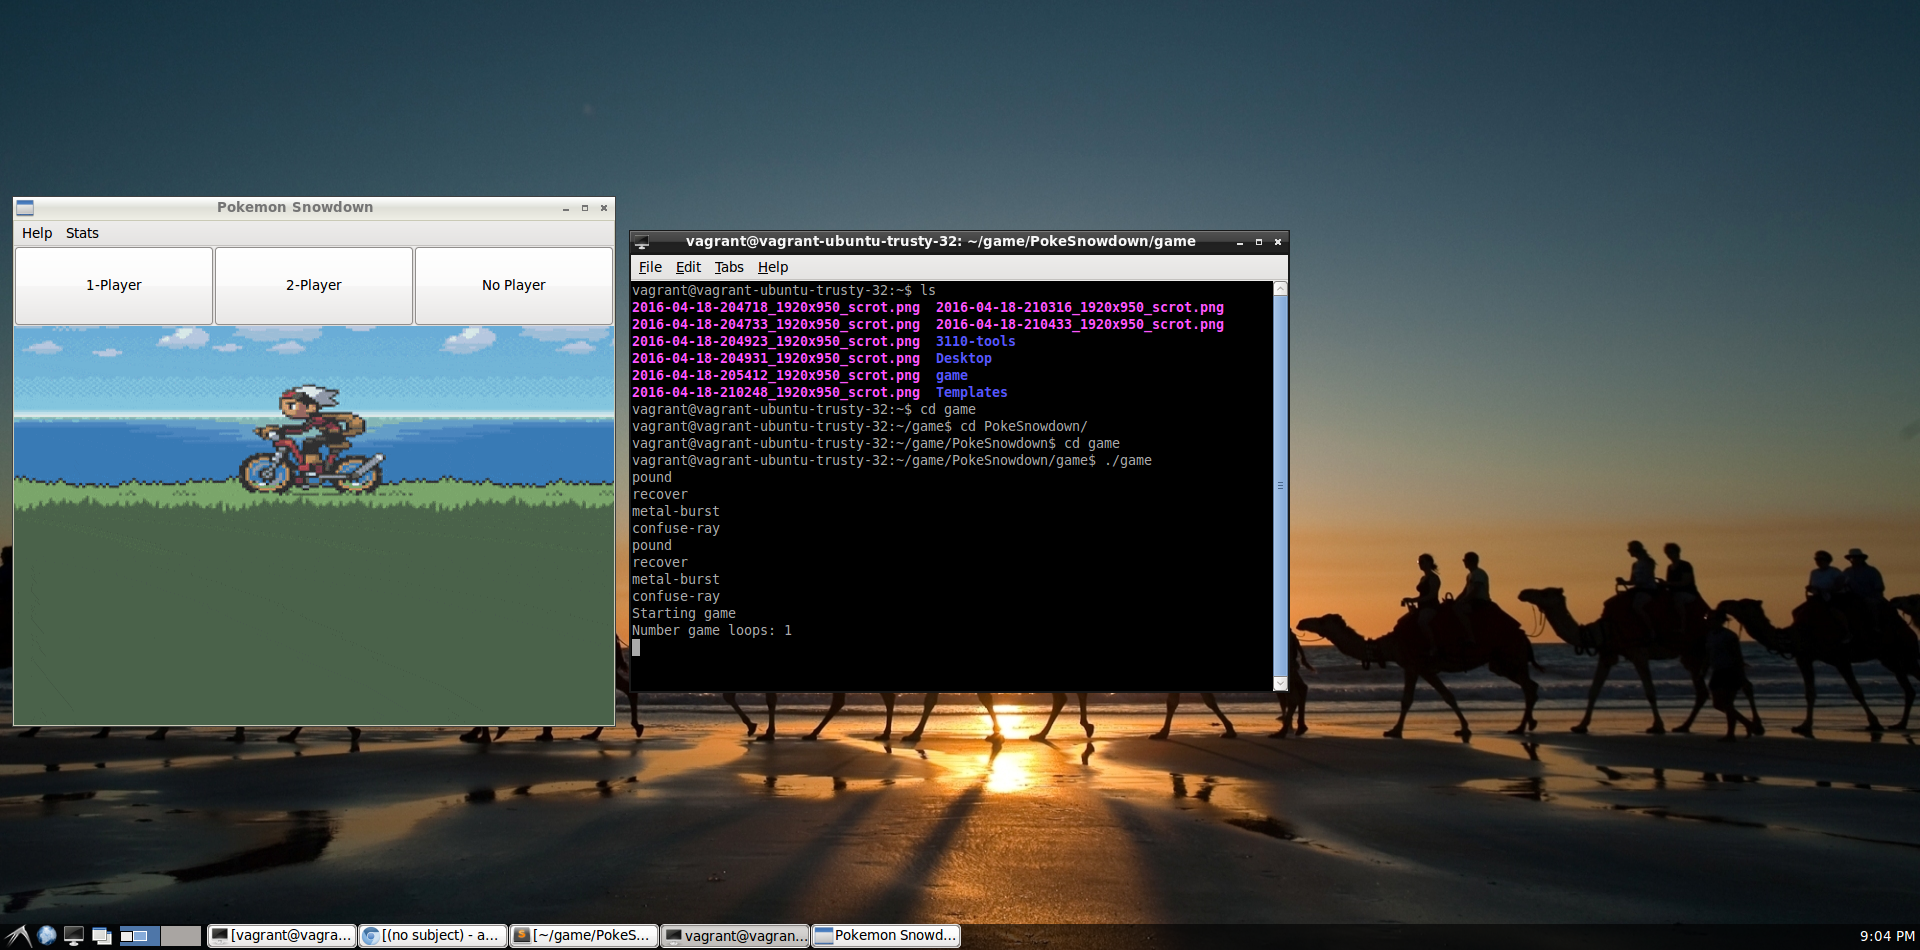 Pokemon Snowdown
Help Stats
1-Player 2-Player No Player
vagrant@vagrant-ubuntu-trusty-32: ~/game/PokeSnowdown/game
File Edit Tabs Help
vagrant@vagrant-ubuntu-trusty-32:~$ ls
2016-04-18-204718_1920x950_scrot.png 2016-04-18-210316_1920x950_scrot.png
2016-04-18-204733_1920x950_scrot.png 2016-04-18-210433_1920x950_scrot.png
2016-04-18-204923_1920x950_scrot.png 3110-tools
2016-04-18-204931_1920x950_scrot.png Desktop
2016-04-18-205412_1920x950_scrot.png game
2016-04-18-210248_1920x950_scrot.png Templates
vagrant@vagrant-ubuntu-trusty-32:~$ cd game
vagrant@vagrant-ubuntu-trusty-32:~/game$ cd PokeSnowdown/
vagrant@vagrant-ubuntu-trusty-32:~/game/PokeSnowdown$ cd game
vagrant@vagrant-ubuntu-trusty-32:~/game/PokeSnowdown/game$ ./game
pound
recover
metal-burst
confuse-ray
pound
recover
metal-burst
confuse-ray
Starting game
Number game loops: 1
[vagrant@vagra... [(no subject) - a... [~/game/PokeS... vagrant@vagran... Pokemon Snowd... 9:04 PM